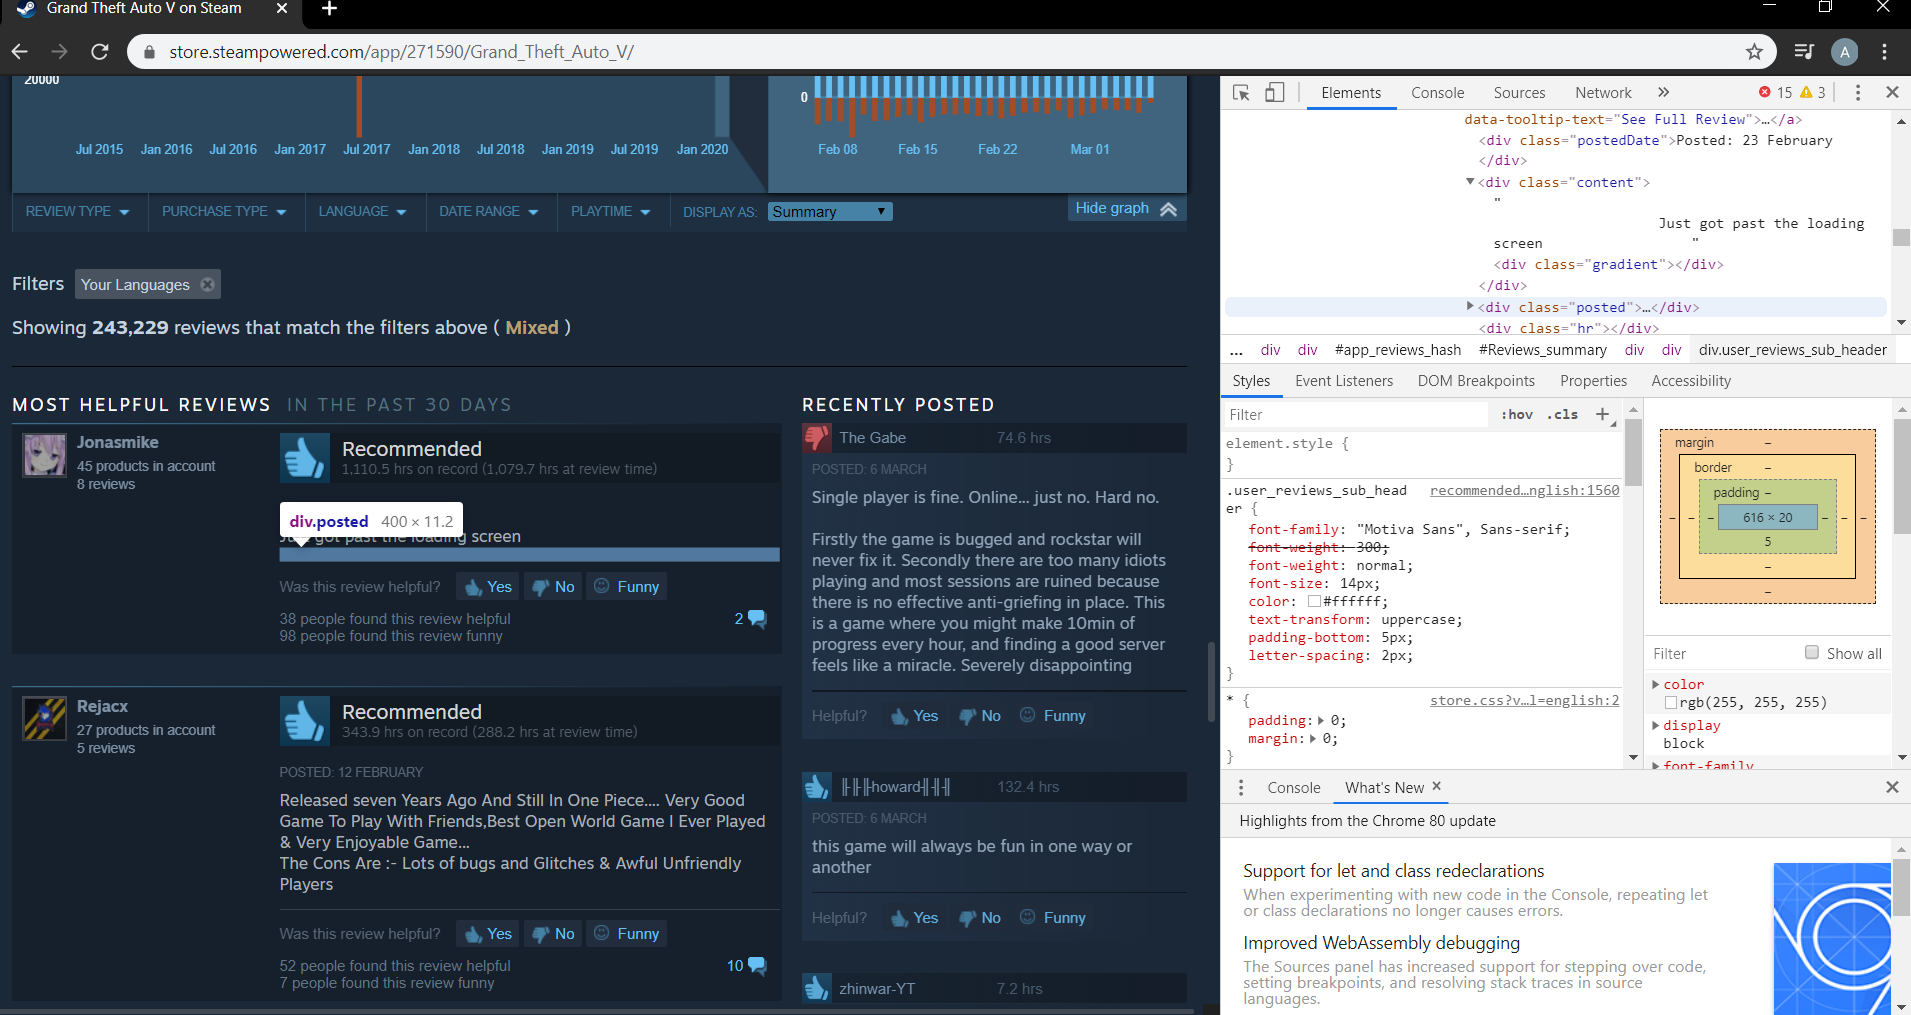 Grand Theft Auto V on Steam
store.steampowered.com/app/271590/Grand_Theft_Auto_V/
A
20000
Jul 2015 Jan 2016 Jul 2016 Jan 2017 Jul 2017 Jan 2018 Jul 2018 Jan 2019 Jul 2019 Jan 2020
0
Feb 08 Feb 15 Feb 22 Mar 01
REVIEW TYPE PURCHASE TYPE LANGUAGE DATE RANGE PLAYTIME DISPLAY AS: Summary
Hide graph
Filters Your Languages
Showing 243,229 reviews that match the filters above ( Mixed )
MOST HELPFUL REVIEWS IN THE PAST 30 DAYS
Jonasmike
45 products in account
8 reviews
Recommended
1,110.5 hrs on record (1,079.7 hrs at review time)
div.posted 400 × 11.2
Just got past the loading screen
Was this review helpful? Yes No Funny
38 people found this review helpful
98 people found this review funny
2
Rejacx
27 products in account
5 reviews
Recommended
343.9 hrs on record (288.2 hrs at review time)
POSTED: 12 FEBRUARY
Released seven Years Ago And Still In One Piece.... Very Good
Game To Play With Friends,Best Open World Game I Ever Played
& Very Enjoyable Game...
The Cons Are :- Lots of bugs and Glitches & Awful Unfriendly
Players
Was this review helpful? Yes No Funny
52 people found this review helpful
7 people found this review funny
10
RECENTLY POSTED
The Gabe 74.6 hrs
POSTED: 6 MARCH
Single player is fine. Online... just no. Hard no.
Firstly the game is bugged and rockstar will
never fix it. Secondly there are too many idiots
playing and most sessions are ruined because
there is no effective anti-griefing in place. This
is a game where you might make 10min of
progress every hour, and finding a good server
feels like a miracle. Severely disappointing
Helpful? Yes No Funny
╟╫╫howard╢╢╢ 132.4 hrs
POSTED: 6 MARCH
this game will always be fun in one way or
another
Helpful? Yes No Funny
zhinwar-YT 7.2 hrs
Elements Console Sources Network » 15 3
data-tooltip-text="See Full Review">…</a>
<div class="postedDate">Posted: 23 February
</div>
<div class="content">
"
Just got past the loading
screen "
<div class="gradient"></div>
</div>
<div class="posted">…</div>
<div class="hr"></div>
... div div #app_reviews_hash #Reviews_summary div div div.user_reviews_sub_header
Styles Event Listeners DOM Breakpoints Properties Accessibility
Filter :hov .cls +
element.style {
}
.user_reviews_sub_head recommended…nglish:1560
er {
font-family: "Motiva Sans", Sans-serif;
font-weight: 300;
font-weight: normal;
font-size: 14px;
color: #ffffff;
text-transform: uppercase;
padding-bottom: 5px;
letter-spacing: 2px;
}
* { store.css?v…l=english:2
padding: 0;
margin: 0;
}
margin –
border –
padding –
– – – 616 × 20 – – –
5
–
–
Filter Show all
color
rgb(255, 255, 255)
display
block
font-family
Console What's New
Highlights from the Chrome 80 update
Support for let and class redeclarations
When experimenting with new code in the Console, repeating let
or class declarations no longer causes errors.
Improved WebAssembly debugging
The Sources panel has increased support for stepping over code,
setting breakpoints, and resolving stack traces in source
languages.